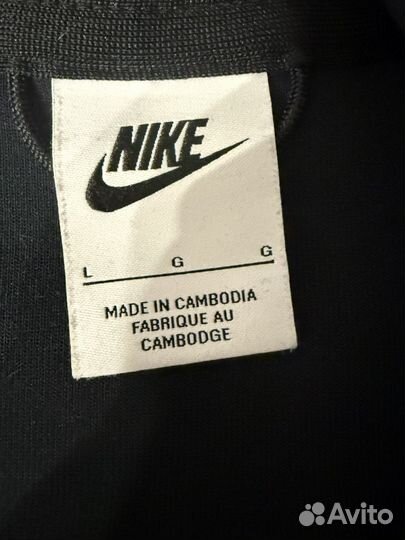 NIKE
L G G
MADE IN CAMBODIA
FABRIQUE AU
CAMBODGE
Avito